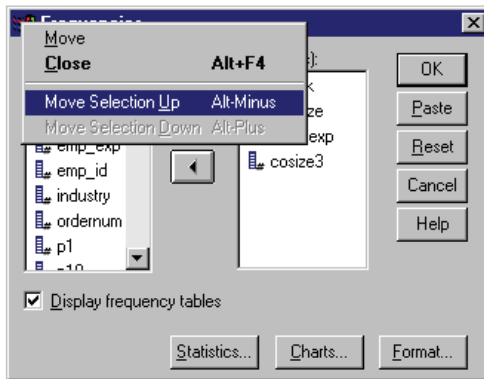 Move
Close Alt+F4
Move Selection Up Alt-Minus
Move Selection Down Alt-Plus
OK
Paste
Reset
Cancel
Help
emp_exp
emp_id
industry
ordernum
p1
cosize3
Display frequency tables
Statistics... Charts... Format...